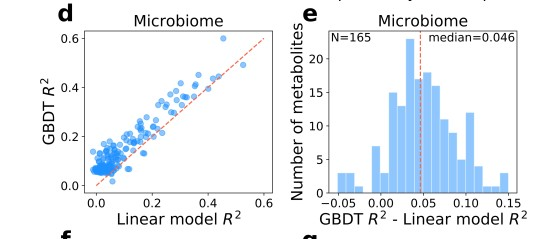 d
Microbiome
GBDT R²
0.6
0.4
0.2
0.0
0.0 0.2 0.4 0.6
Linear model R²
e
Microbiome
N=165 median=0.046
Number of metabolites
20
15
10
5
0
−0.05 0.00 0.05 0.10 0.15
GBDT R² - Linear model R²